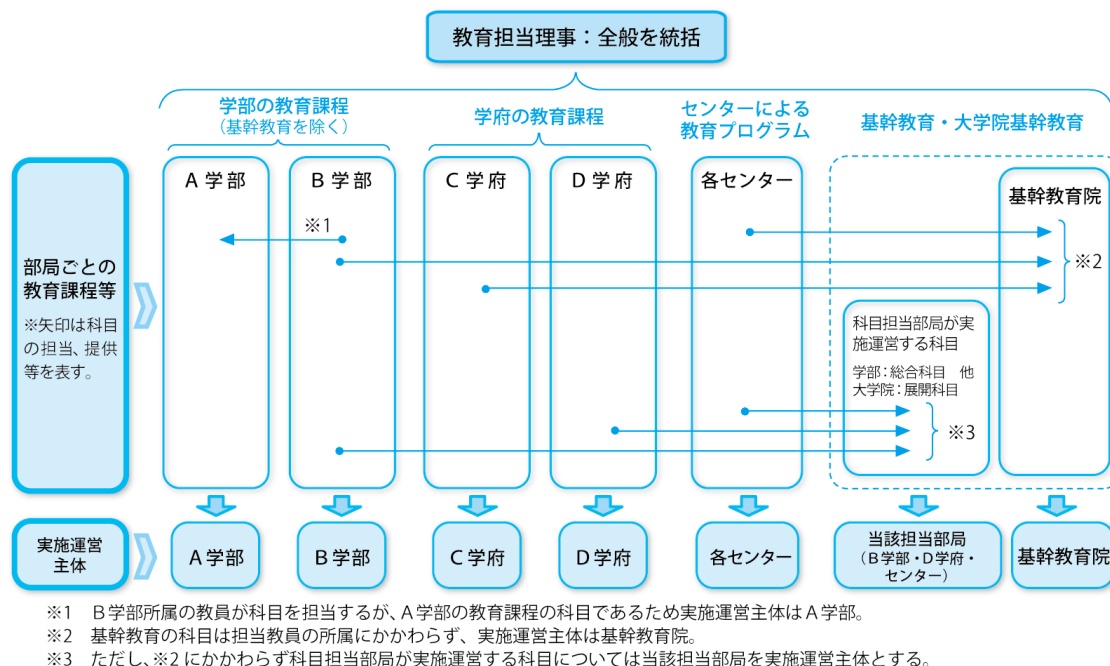 教育担当理事：全般を統括
学部の教育課程
（基幹教育を除く）
学府の教育課程
センターによる
教育プログラム
基幹教育・大学院基幹教育
部局ごとの
教育課程等
※矢印は科目
の担当、提供
等を表す。
A学部
B学部
C学府
D学府
各センター
基幹教育院
※1
※2
科目担当部局が実
施運営する科目
学部：総合科目　他
大学院：展開科目
※3
実施運営
主体
A学部
B学部
C学府
D学府
各センター
当該担当部局
（B学部・D学府・
センター）
基幹教育院
※1　B学部所属の教員が科目を担当するが、A学部の教育課程の科目であるため実施運営主体はA学部。
※2　基幹教育の科目は担当教員の所属にかかわらず、実施運営主体は基幹教育院。
※3　ただし、※2にかかわらず科目担当部局が実施運営する科目については当該担当部局を実施運営主体とする。